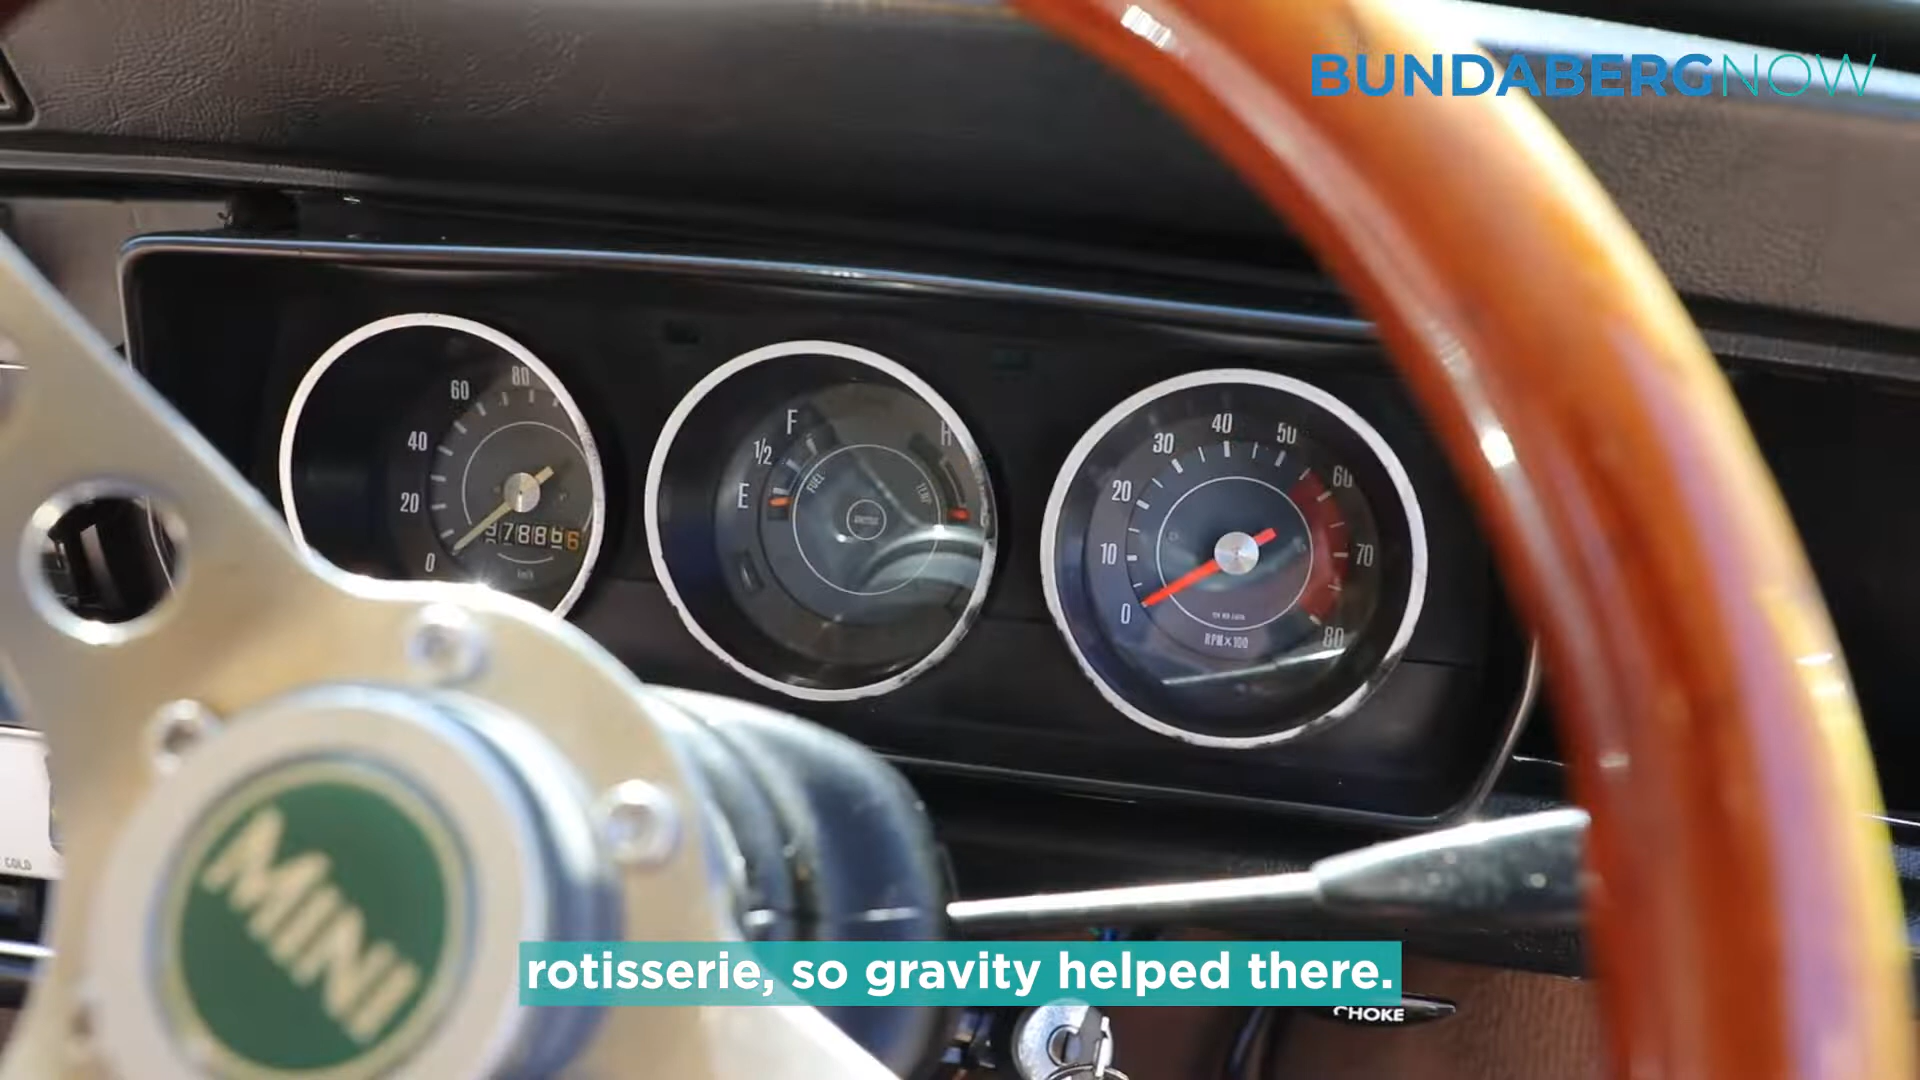 BUNDABERGNOW
60
80
40
20
0
km/h
F
1/2
E
FUEL
H
TEMP
0
10
20
30
40
50
60
70
80
RPM×100
COLD
MINI
rotisserie, so gravity helped there.
CHOKE